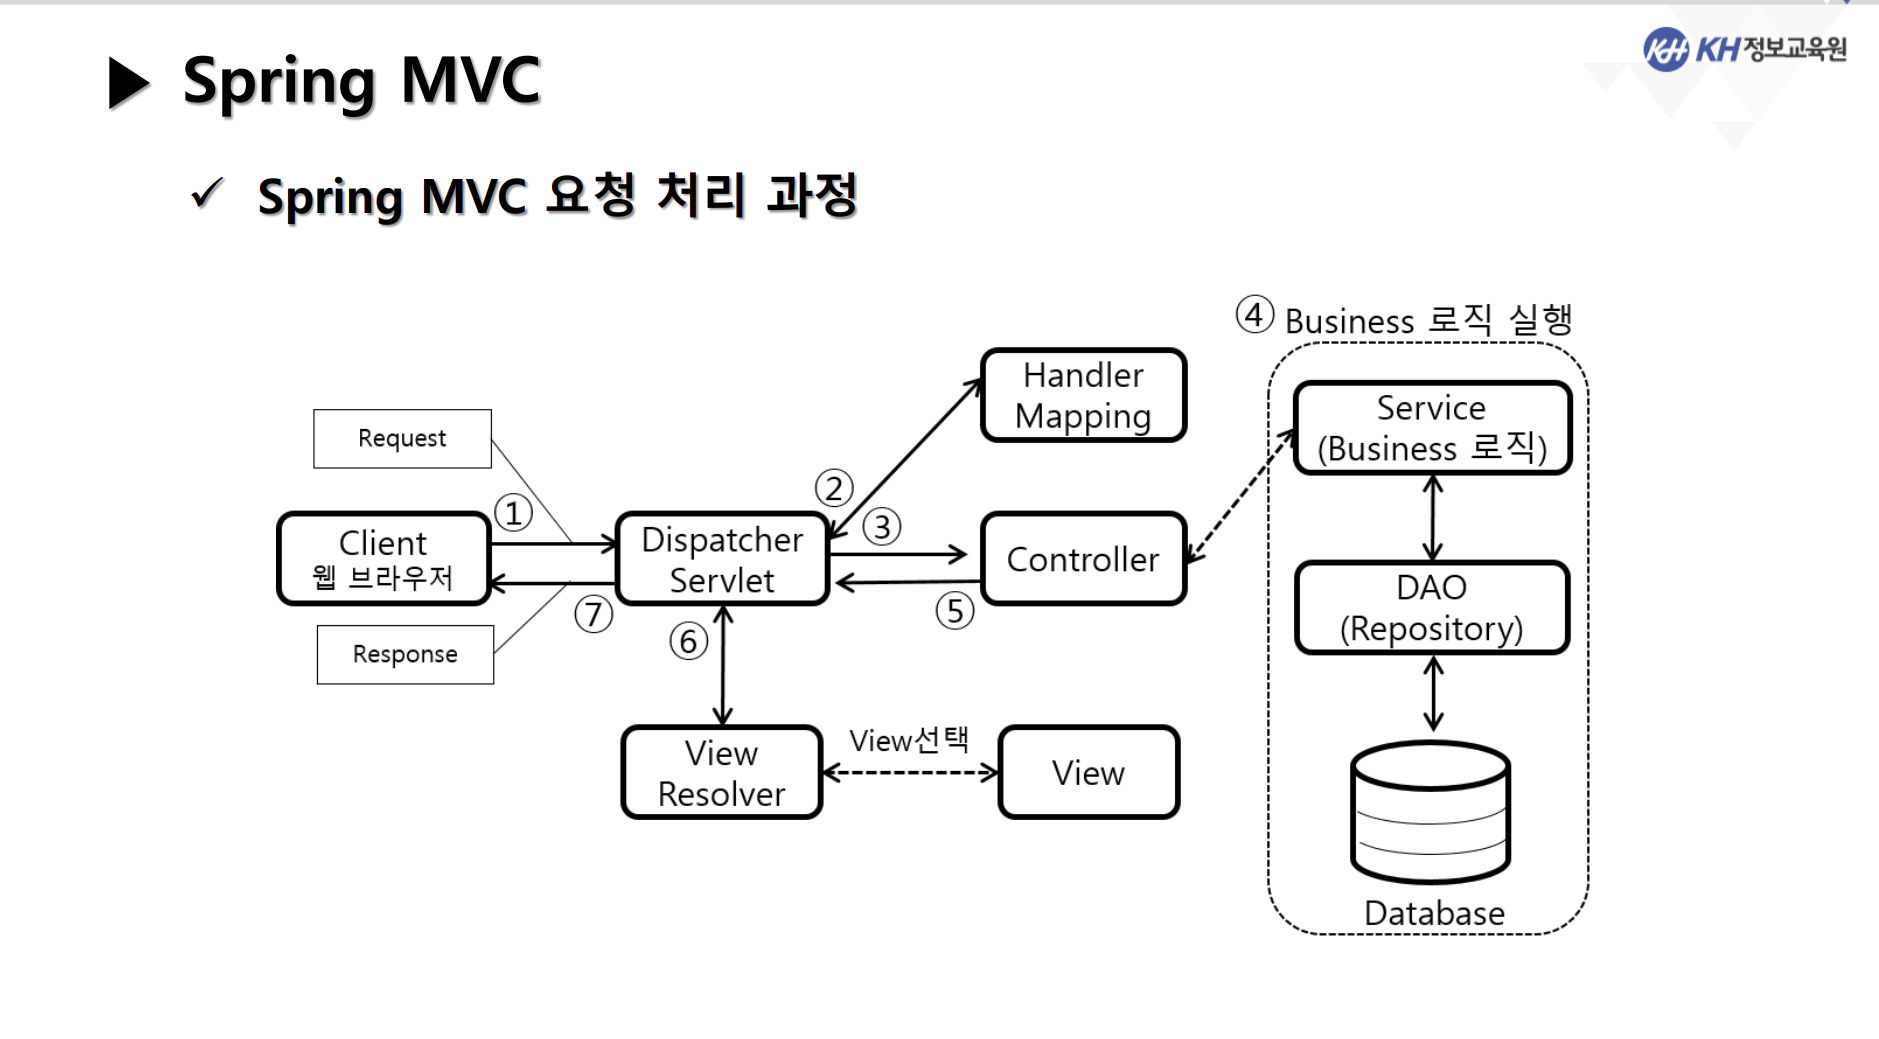 KH KH정보교육원
Spring MVC
✓ Spring MVC 요청 처리 과정
④ Business 로직 실행
Handler
Mapping
Service
(Business 로직)
Request
②
①
③
Client
웹 브라우저
Dispatcher
Servlet
Controller
DAO
(Repository)
⑦
⑤
⑥
Response
View선택
View
Resolver
View
Database